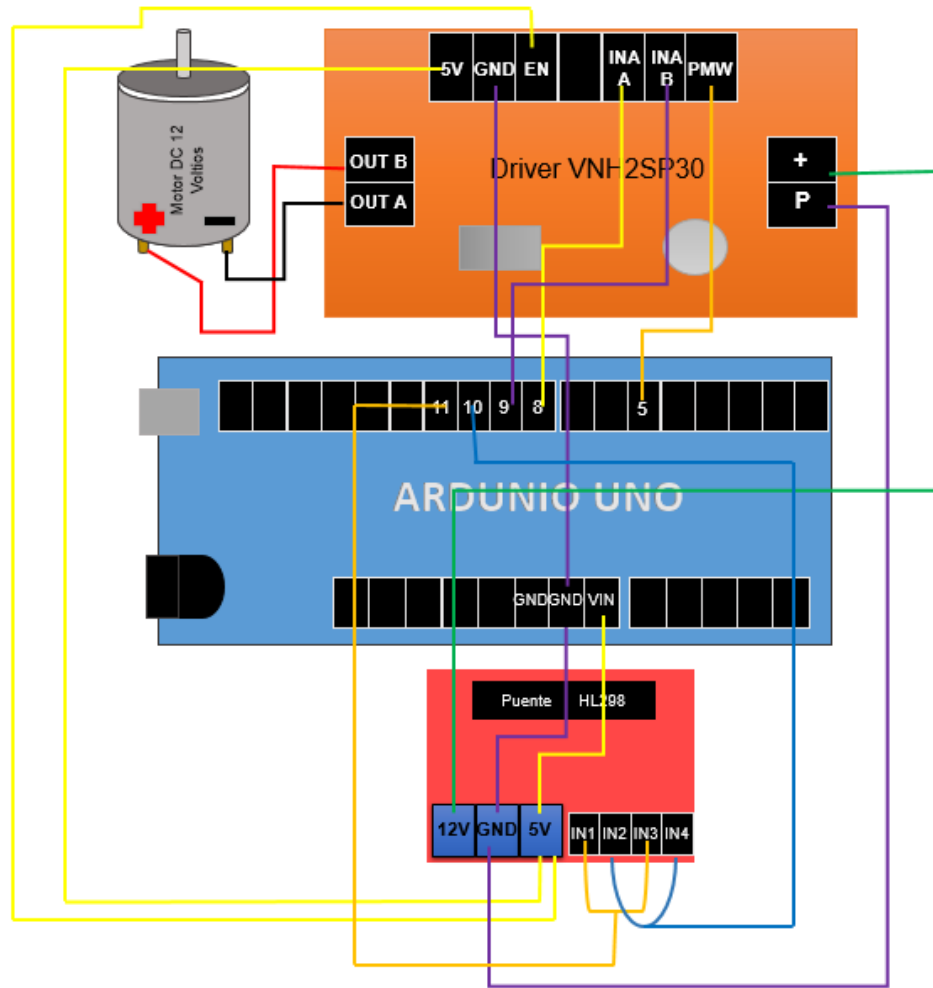 5V GND EN INA A INA B PMW
Motor DC 12
Voltios
OUT B
OUT A
Driver VNH2SP30
+
P
11 10 9 8 5
ARDUNIO UNO
GND GND VIN
Puente HL298
12V GND 5V
IN1 IN2 IN3 IN4